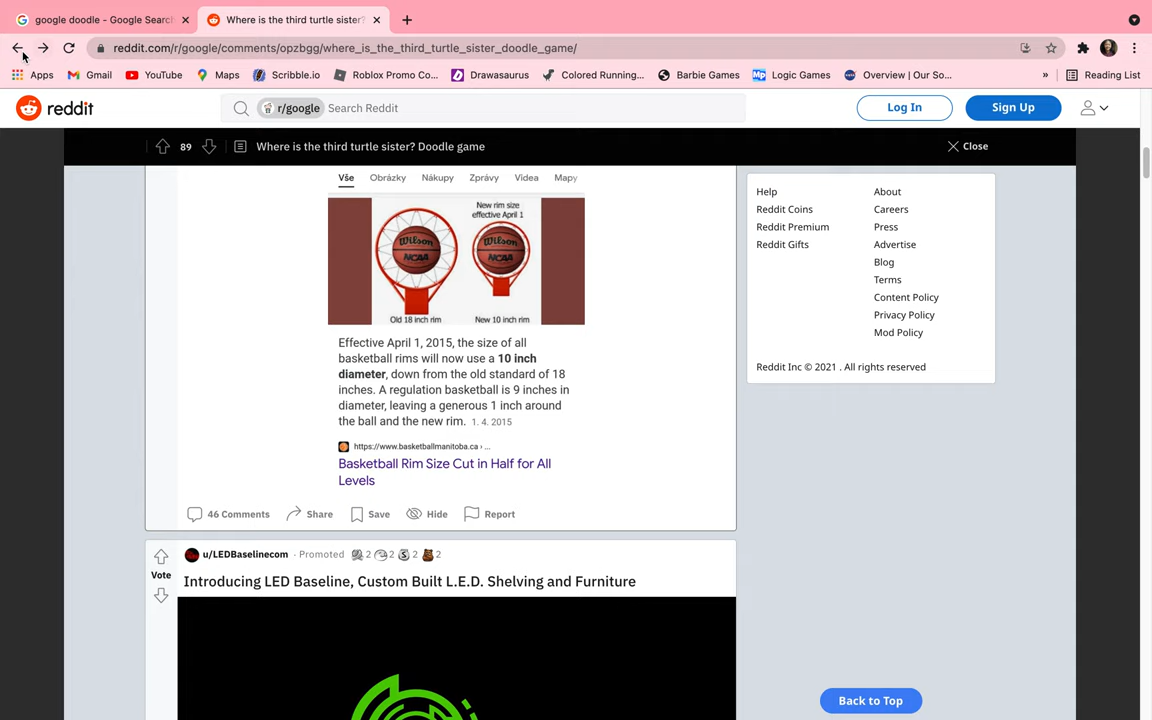 google doodle - Google Search
Where is the third turtle sister?
reddit.com/r/google/comments/opzbgg/where_is_the_third_turtle_sister_doodle_game/
Apps
Gmail
YouTube
Maps
Scribble.io
Roblox Promo Co...
Drawasaurus
Colored Running...
Barbie Games
Logic Games
Overview | Our So...
»
Reading List
reddit
r/google
Search Reddit
Log In
Sign Up
89
Where is the third turtle sister? Doodle game
Close
Vše
Obrázky
Nákupy
Zprávy
Videa
Mapy
New rim size
effective April 1
Wilson
NCAA
Wilson
NCAA
Old 18 inch rim
New 10 inch rim
Effective April 1, 2015, the size of all
basketball rims will now use a 10 inch
diameter, down from the old standard of 18
inches. A regulation basketball is 9 inches in
diameter, leaving a generous 1 inch around
the ball and the new rim. 1. 4. 2015
https://www.basketballmanitoba.ca › ...
Basketball Rim Size Cut in Half for All
Levels
46 Comments
Share
Save
Hide
Report
Help
About
Reddit Coins
Careers
Reddit Premium
Press
Reddit Gifts
Advertise
Blog
Terms
Content Policy
Privacy Policy
Mod Policy
Reddit Inc © 2021 . All rights reserved
u/LEDBaselinecom · Promoted 2 2 2 2
Vote
Introducing LED Baseline, Custom Built L.E.D. Shelving and Furniture
Back to Top